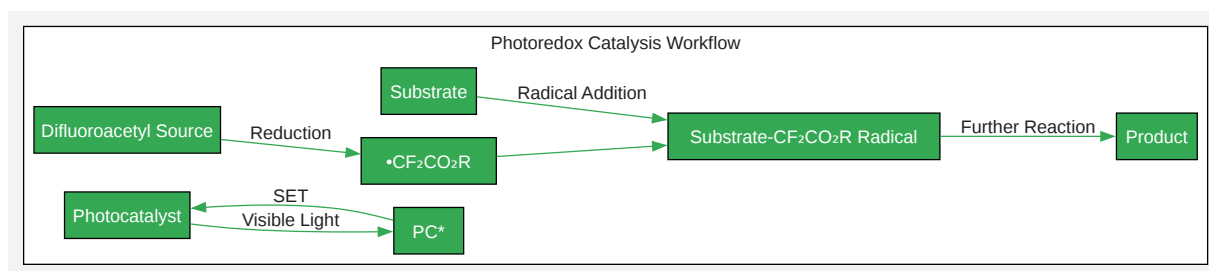 Photoredox Catalysis Workflow
Substrate
Radical Addition
Difluoroacetyl Source
Reduction
•CF₂CO₂R
Substrate-CF₂CO₂R Radical
Further Reaction
Product
SET
Photocatalyst
Visible Light
PC*